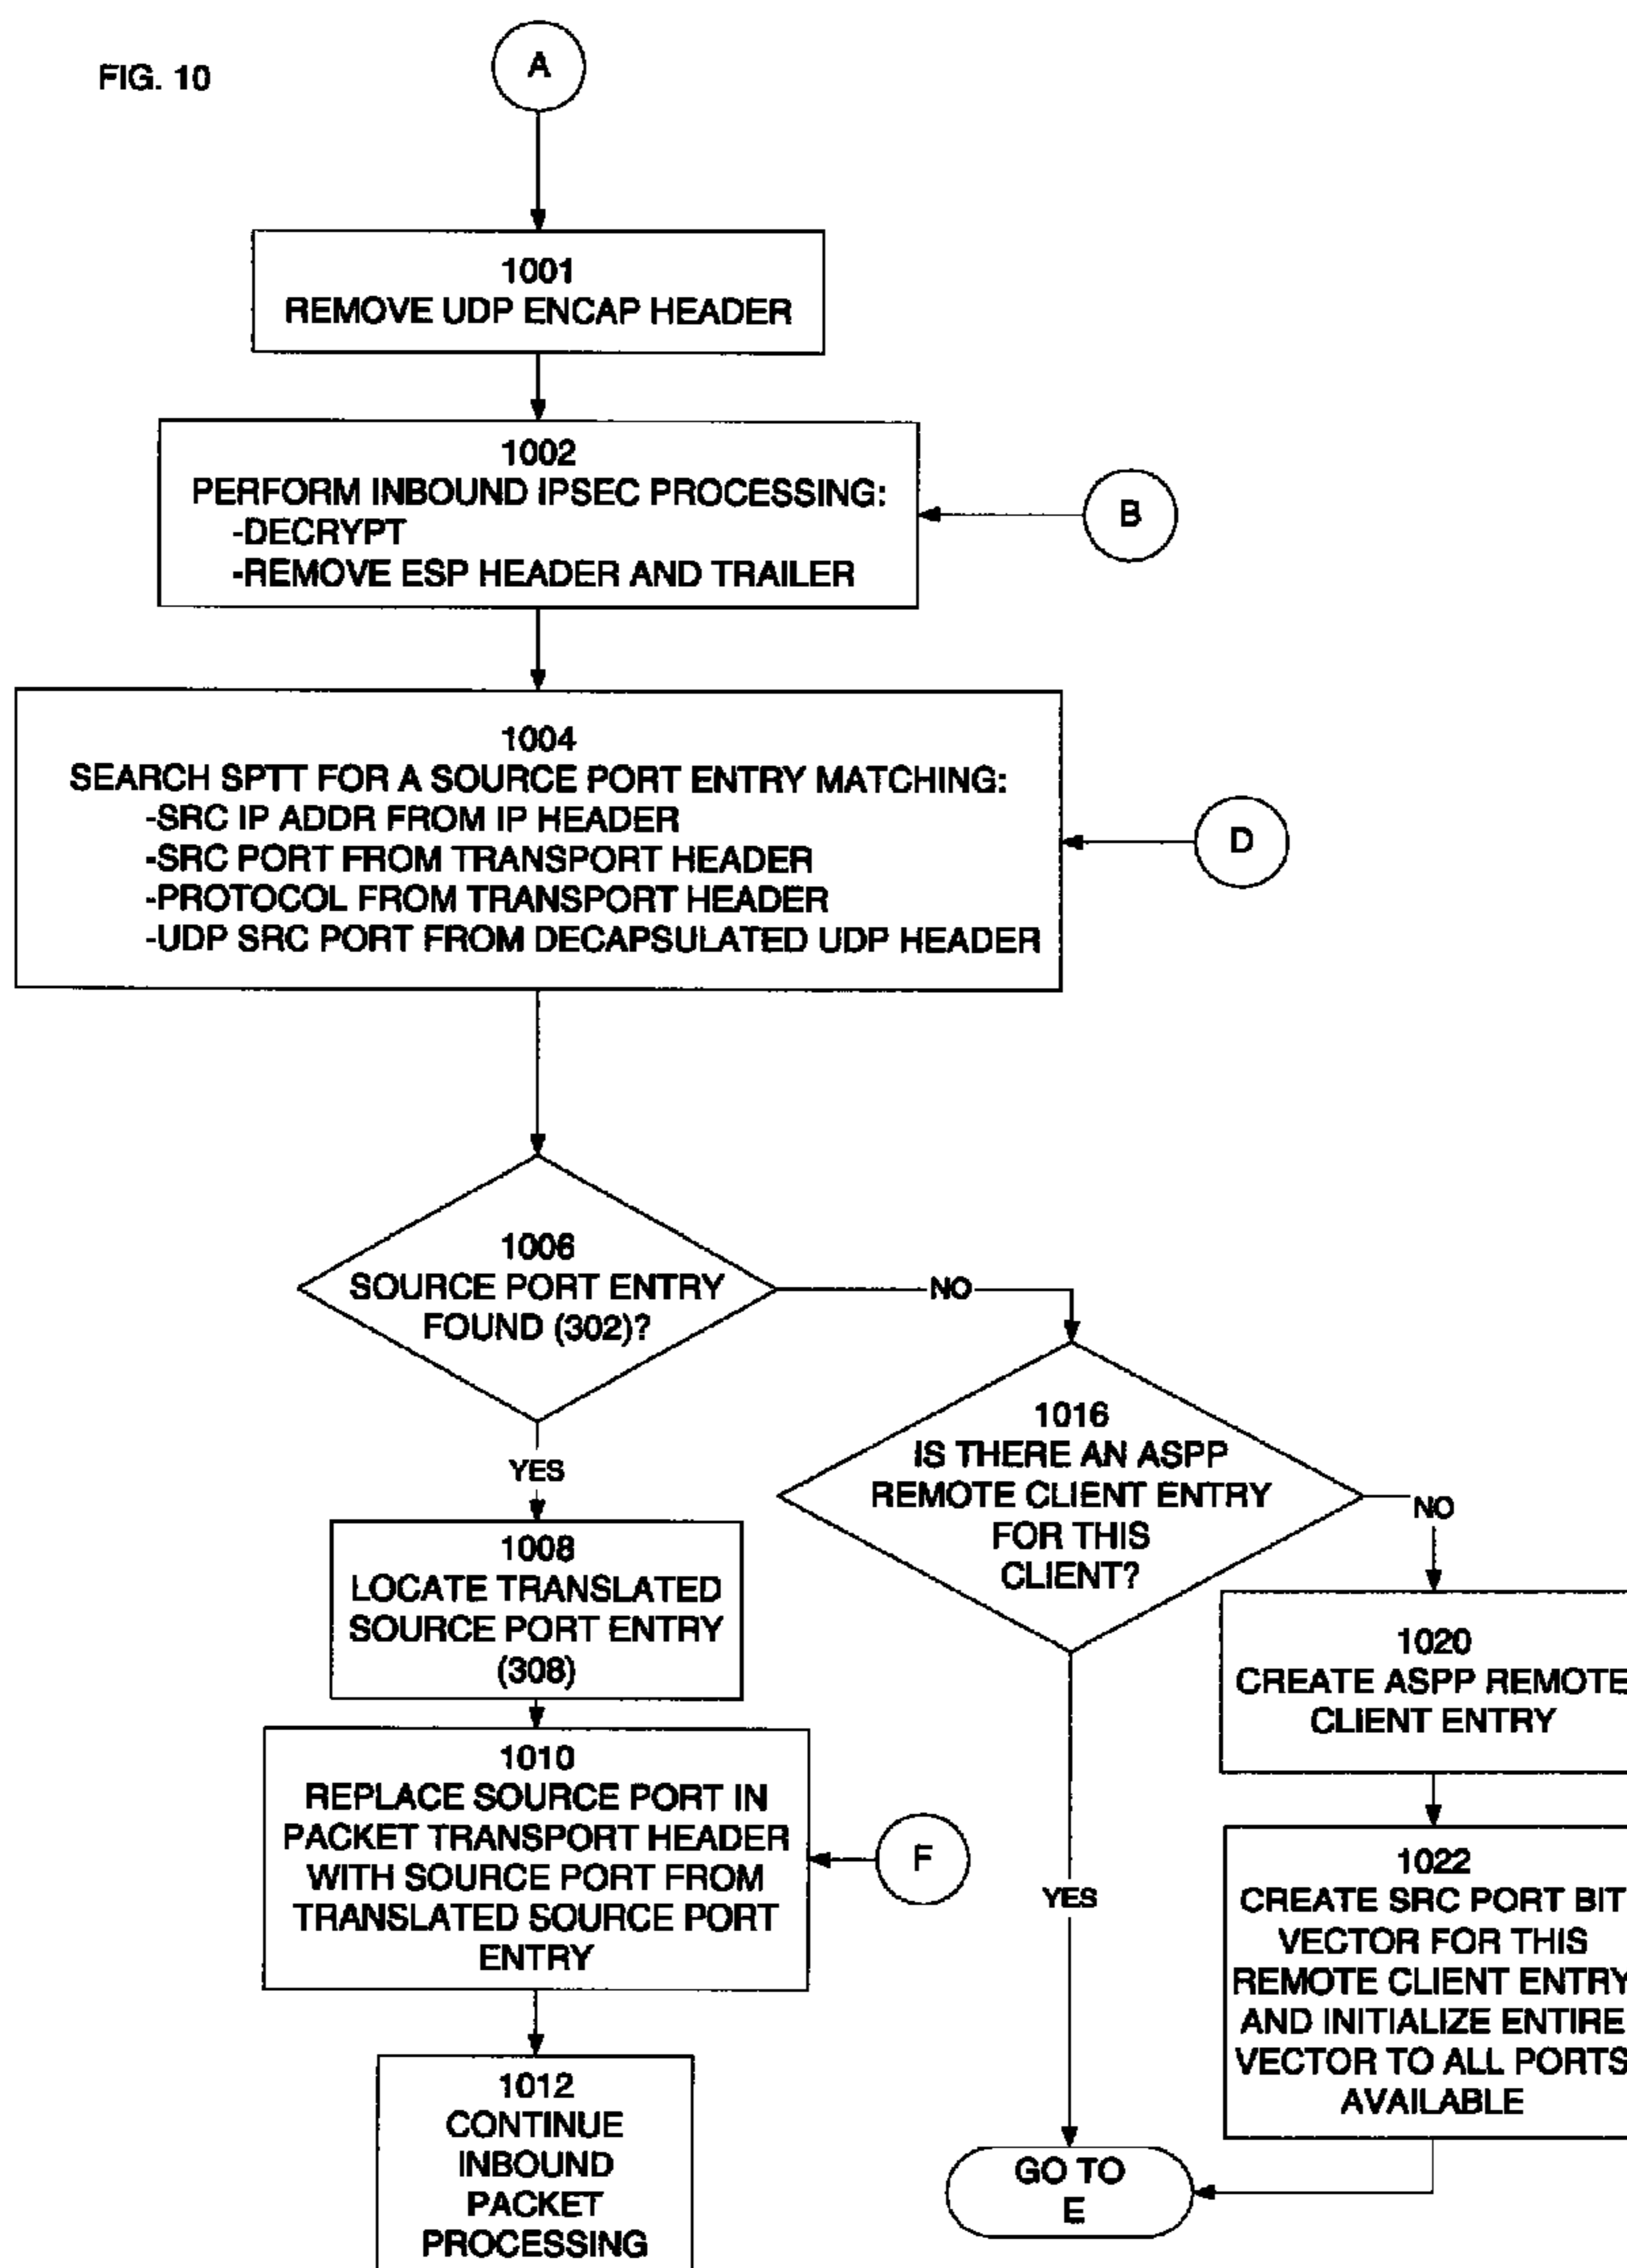 FIG. 10
A
1001
REMOVE UDP ENCAP HEADER
1002
PERFORM INBOUND IPSEC PROCESSING:
-DECRYPT
-REMOVE ESP HEADER AND TRAILER
B
1004
SEARCH SPTT FOR A SOURCE PORT ENTRY MATCHING:
-SRC IP ADDR FROM IP HEADER
-SRC PORT FROM TRANSPORT HEADER
-PROTOCOL FROM TRANSPORT HEADER
-UDP SRC PORT FROM DECAPSULATED UDP HEADER
D
1006
SOURCE PORT ENTRY
FOUND (302)?
NO
YES
1008
LOCATE TRANSLATED
SOURCE PORT ENTRY
(308)
1010
REPLACE SOURCE PORT IN
PACKET TRANSPORT HEADER
WITH SOURCE PORT FROM
TRANSLATED SOURCE PORT
ENTRY
F
1012
CONTINUE
INBOUND
PACKET
PROCESSING
1016
IS THERE AN ASPP
REMOTE CLIENT ENTRY
FOR THIS
CLIENT?
NO
YES
1020
CREATE ASPP REMOTE
CLIENT ENTRY
1022
CREATE SRC PORT BIT
VECTOR FOR THIS
REMOTE CLIENT ENTRY
AND INITIALIZE ENTIRE
VECTOR TO ALL PORTS
AVAILABLE
GO TO
E